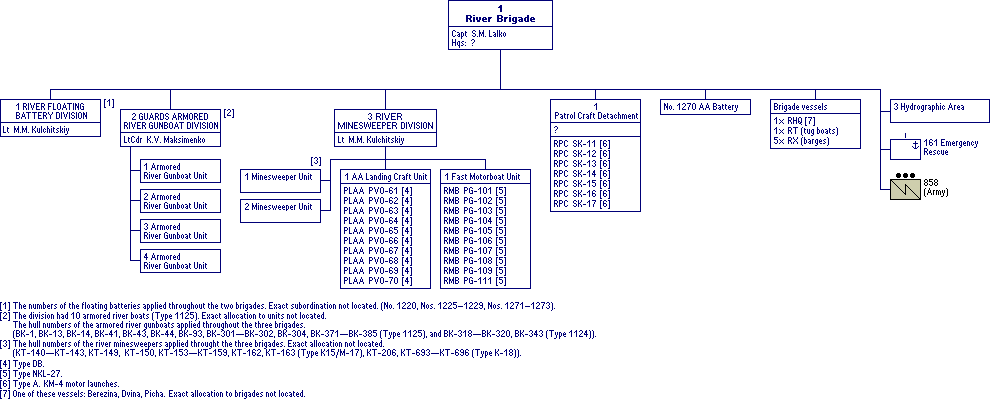 1
River Brigade
Capt S.M. Lalko
Hqs: ?
1 RIVER FLOATING
BATTERY DIVISION
[1]
Lt M.M. Kulchitskiy
2 GUARDS ARMORED
RIVER GUNBOAT DIVISION
[2]
LtCdr K.V. Maksimenko
1 Armored
River Gunboat Unit
2 Armored
River Gunboat Unit
3 Armored
River Gunboat Unit
4 Armored
River Gunboat Unit
3 RIVER
MINESWEEPER DIVISION
Lt M.M. Kulchitskiy
[3]
1 Minesweeper Unit
2 Minesweeper Unit
1 AA Landing Craft Unit
PLAA PVO-61 [4]
PLAA PVO-62 [4]
PLAA PVO-63 [4]
PLAA PVO-64 [4]
PLAA PVO-65 [4]
PLAA PVO-66 [4]
PLAA PVO-67 [4]
PLAA PVO-68 [4]
PLAA PVO-69 [4]
PLAA PVO-70 [4]
1 Fast Motorboat Unit
RMB PG-101 [5]
RMB PG-102 [5]
RMB PG-103 [5]
RMB PG-104 [5]
RMB PG-105 [5]
RMB PG-106 [5]
RMB PG-107 [5]
RMB PG-108 [5]
RMB PG-109 [5]
RMB PG-111 [5]
1
Patrol Craft Detachment
?
RPC SK-11 [6]
RPC SK-12 [6]
RPC SK-13 [6]
RPC SK-14 [6]
RPC SK-15 [6]
RPC SK-16 [6]
RPC SK-17 [6]
No. 1270 AA Battery
Brigade vessels
1x RHQ [7]
1x RT (tug boats)
5x RX (barges)
3 Hydrographic Area
161 Emergency
Rescue
858
(Army)
[1] The numbers of the floating batteries applied throughout the two brigades. Exact subordination not located. (No. 1220, Nos. 1225—1229, Nos. 1271—1273).
[2] The division had 10 armored river boats (Type 1125). Exact allocation to units not located.
The hull numbers of the armored river gunboats applied throughout the three brigades.
(BK-1, BK-13, BK-14, BK-41, BK-43, BK-44, BK-93, BK-301—BK-302, BK-304, BK-371—BK-385 (Type 1125), and BK-318—BK-320, BK-343 (Type 1124)).
[3] The hull numbers of the river minesweepers applied throught the three brigades. Exact allocation not located.
(KT-140—KT-143, KT-149, KT-150, KT-153—KT-159, KT-162, KT-163 (Type K15/M-17), KT-206, KT-693—KT-696 (Type K-18)).
[4] Type DB.
[5] Type NKL-27.
[6] Type A. KM-4 motor launches.
[7] One of these vessels: Berezina, Dvina, Picha. Exact allocation to brigades not located.